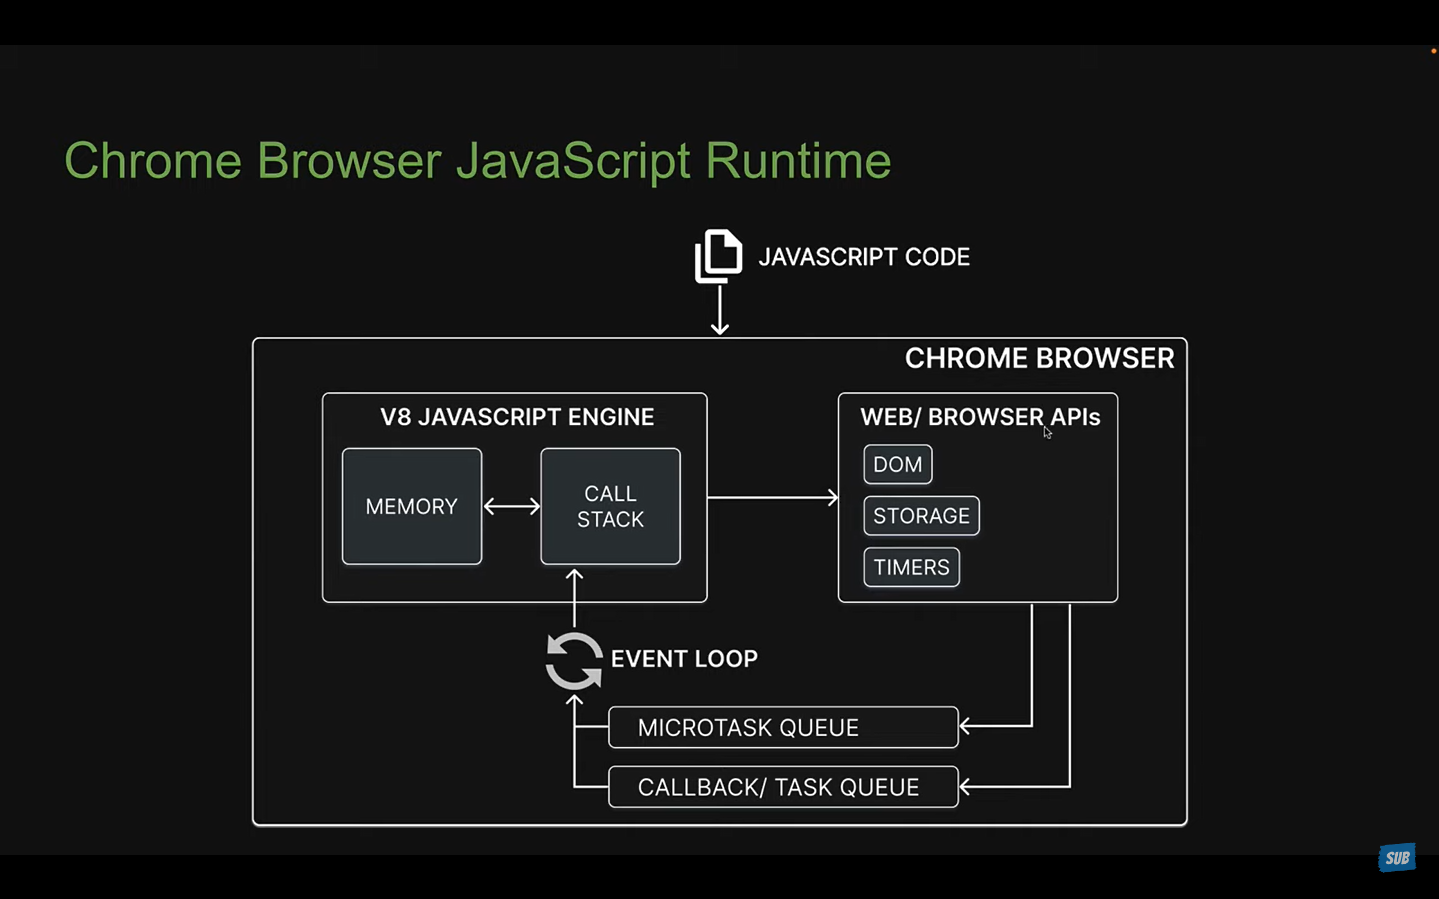 Chrome Browser JavaScript Runtime
JAVASCRIPT CODE
CHROME BROWSER
V8 JAVASCRIPT ENGINE
WEB/ BROWSER APIs
MEMORY
CALL
STACK
DOM
STORAGE
TIMERS
EVENT LOOP
MICROTASK QUEUE
CALLBACK/ TASK QUEUE
SUB